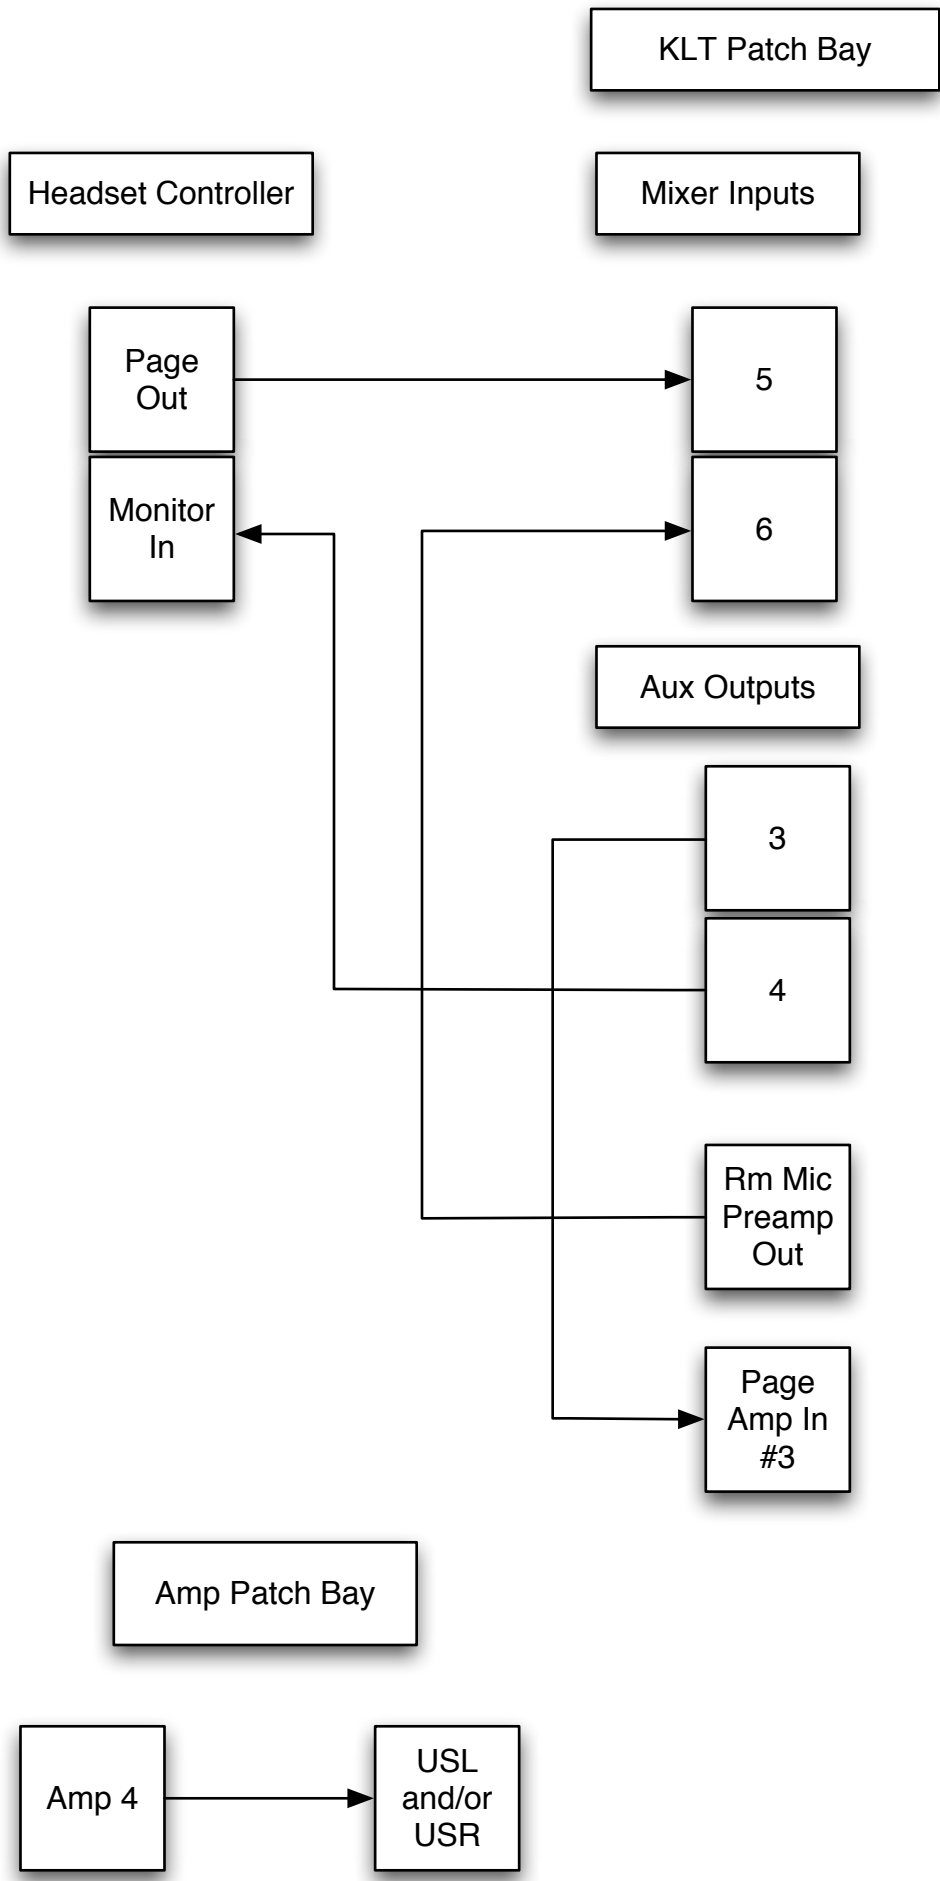 KLT Patch Bay
Headset Controller
Mixer Inputs
Page
Out
5
Monitor
In
6
Aux Outputs
3
4
Rm Mic
Preamp
Out
Page
Amp In
#3
Amp Patch Bay
Amp 4
USL
and/or
USR